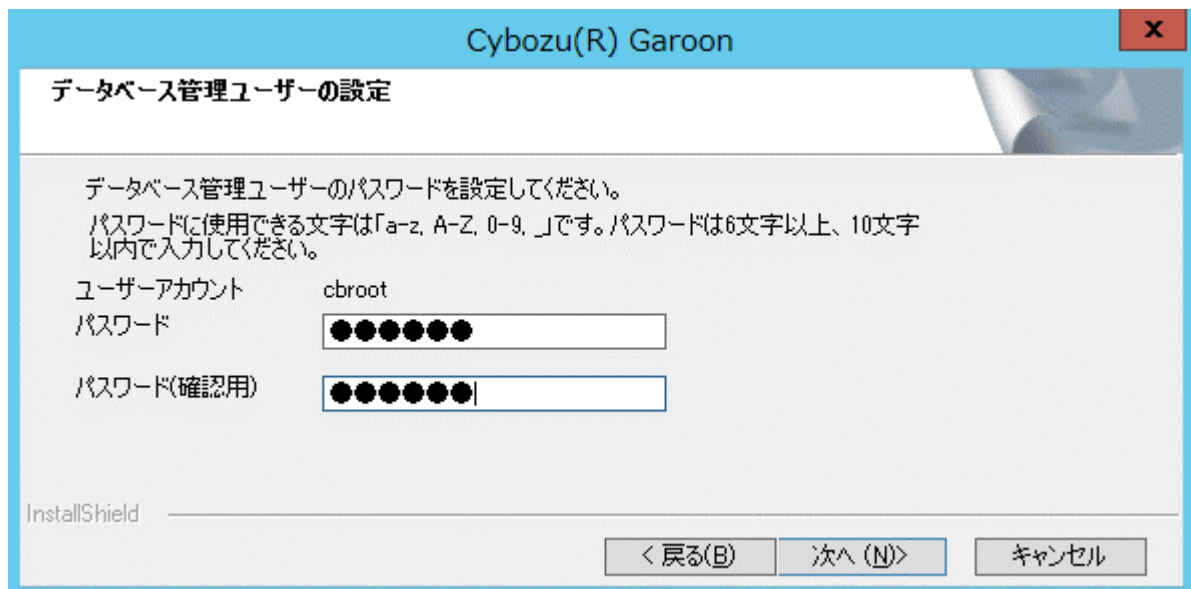 Cybozu(R) Garoon
x
データベース管理ユーザーの設定
データベース管理ユーザーのパスワードを設定してください。
パスワードに使用できる文字は「a-z, A-Z, 0-9, _」です。パスワードは6文字以上、10文字
以内で入力してください。
ユーザーアカウント cbroot
パスワード ●●●●●●
パスワード(確認用) ●●●●●●
InstallShield
< 戻る(B) 次へ (N)> キャンセル